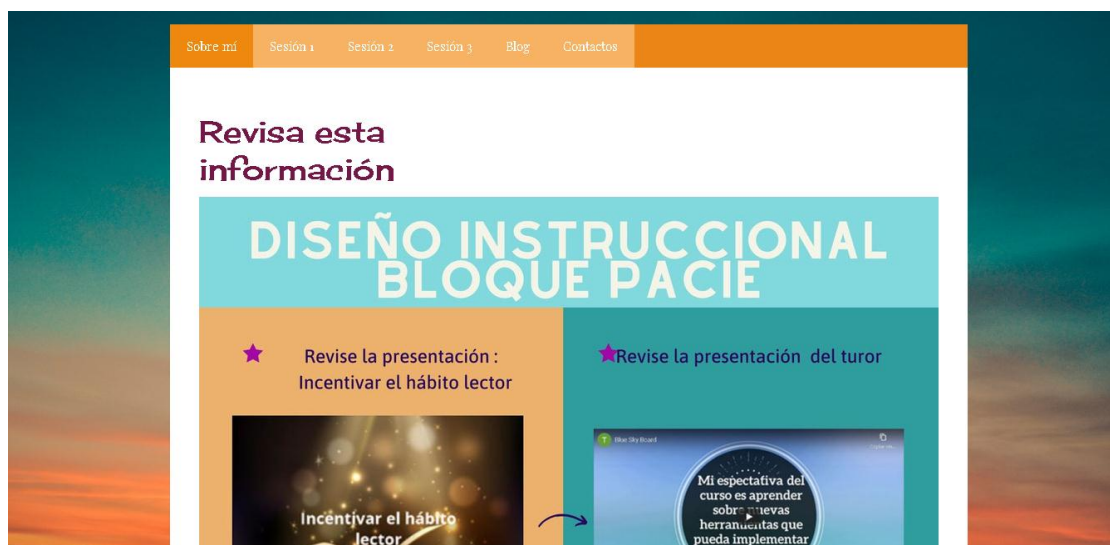 Sobre mí Sesión 1 Sesión 2 Sesión 3 Blog Contactos
Revisa esta
información
DISEÑO INSTRUCCIONAL
BLOQUE PACIE
Revise la presentación :
Incentivar el hábito lector
Revise la presentación del turor
Incentivar el hábito
lector
T Blue Sky Board
Mi espectativa del
curso es aprender
sobre nuevas
herramientas que
pueda implementar